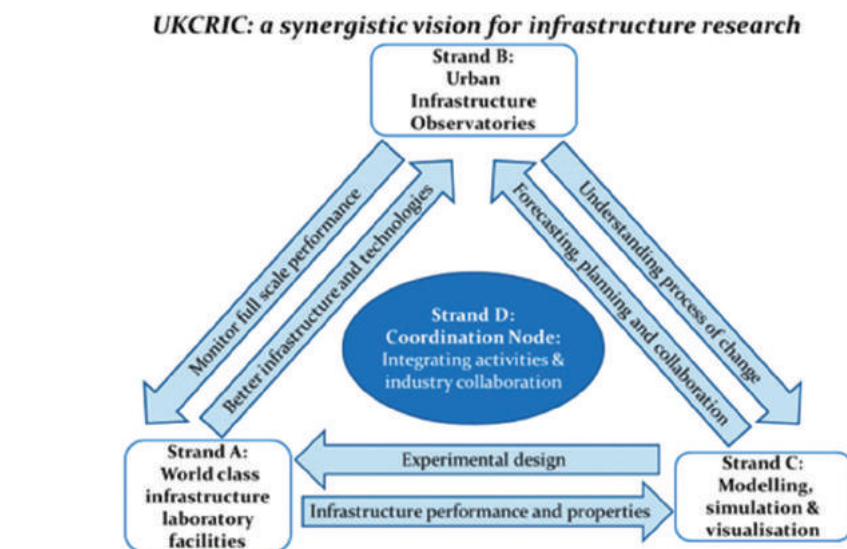 UKCRIC: a synergistic vision for infrastructure research
Strand B:
Urban
Infrastructure
Observatories
Monitor full scale performance
Better infrastructure and technologies
Forecasting, planning and collaboration
Understanding process of change
Strand D:
Coordination Node:
Integrating activities &
industry collaboration
Strand A:
World class
infrastructure
laboratory
facilities
Experimental design
Infrastructure performance and properties
Strand C:
Modelling,
simulation &
visualisation